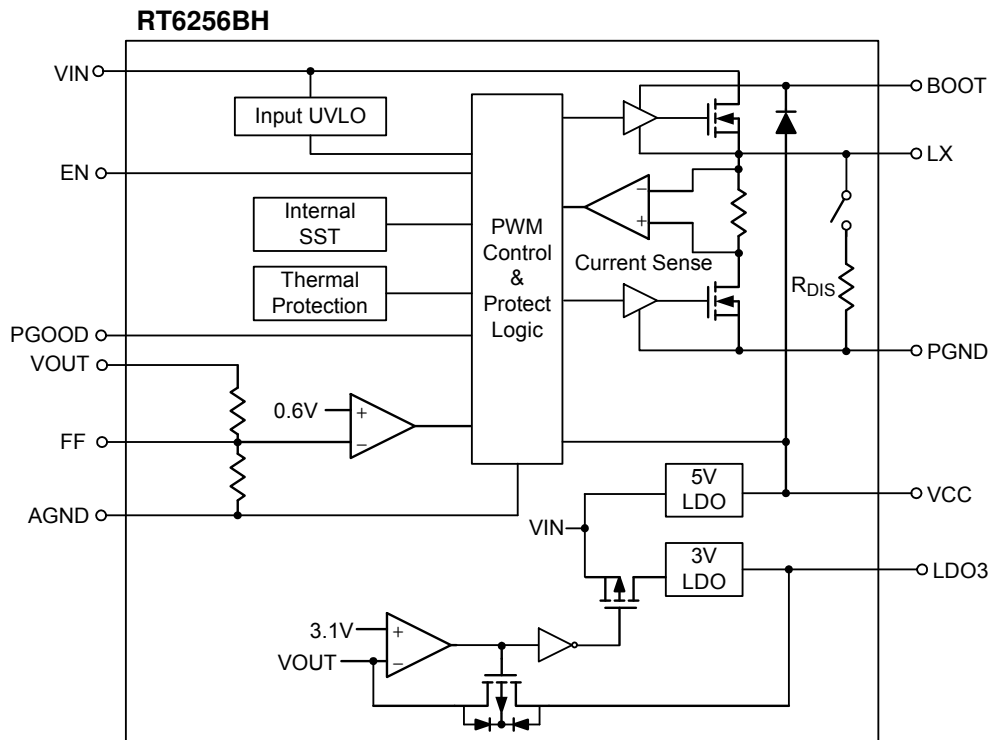 RT6256BH
VIN
BOOT
Input UVLO
LX
EN
Internal
SST
PWM
Control
&
Protect
Logic
Current Sense
Thermal
Protection
RDIS
PGOOD
PGND
VOUT
0.6V
+
−
−
+
FF
5V
LDO
VCC
AGND
VIN
3V
LDO
LDO3
3.1V
+
VOUT
−